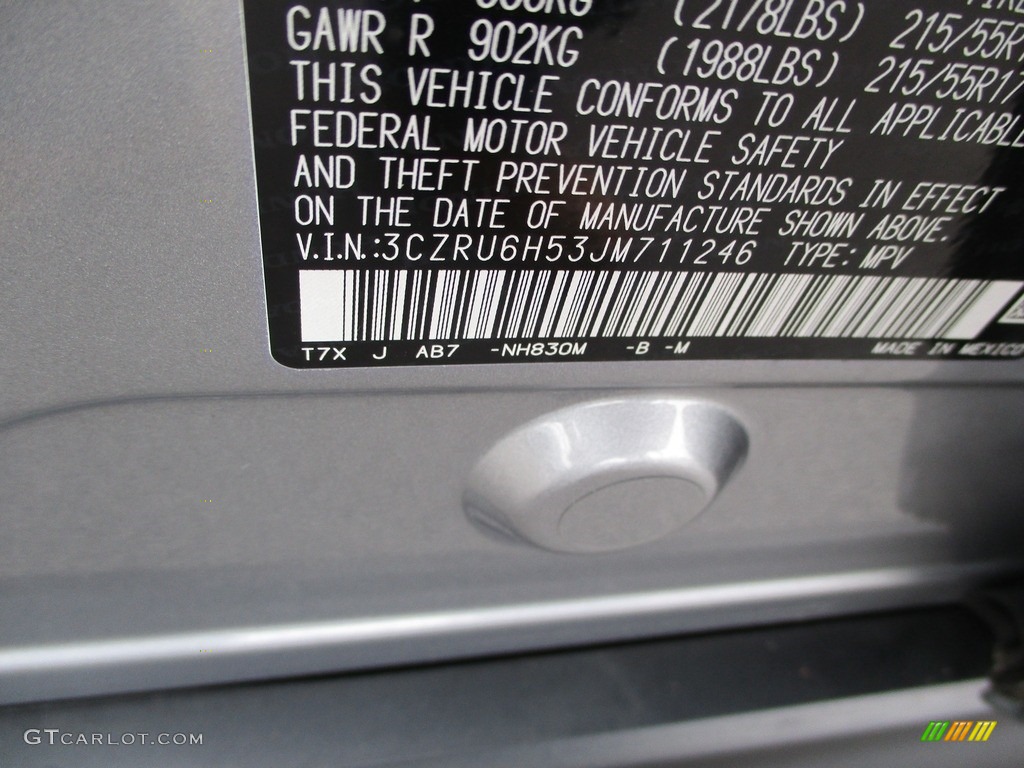 (2178LBS)
GAWR R 902KG (1988LBS) 215/55R17
THIS VEHICLE CONFORMS TO ALL APPLICABLE
FEDERAL MOTOR VEHICLE SAFETY
AND THEFT PREVENTION STANDARDS IN EFFECT
ON THE DATE OF MANUFACTURE SHOWN ABOVE.
V.I.N.:3CZRU6H53JM711246 TYPE: MPV
T7X J AB7 -NH830M -B -M MADE IN MEXICO
GTCARLOT.COM